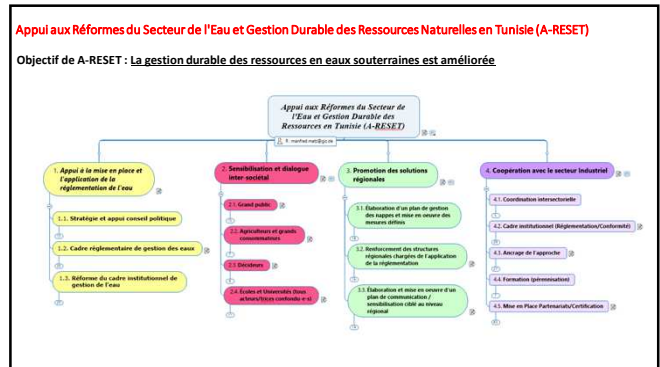 Appui aux Réformes du Secteur de l'Eau et Gestion Durable des Ressources Naturelles en Tunisie (A-RESET)
Objectif de A-RESET : La gestion durable des ressources en eaux souterraines est améliorée
Appui aux Réformes du Secteur de
l'Eau et Gestion Durable des
Ressources en Tunisie (A-RESET)
fr. manfred.matz@giz.de
1. Appui à la mise en place et
l'application de la
réglementation de l'eau
1.1. Stratégie et appui conseil politique
1.2. Cadre réglementaire de gestion des eaux
1.3. Réforme du cadre institutionnel de
gestion de l'eau
2. Sensibilisation et dialogue
inter-sociétal
2.1. Grand public
2.2. Agriculteurs et grands
consommateurs
2.3. Décideurs
2.4. Écoles et Universités (tous
acteurs/trices confondu-e-s)
3. Promotion des solutions
régionales
3.1. Élaboration d'un plan de gestion
des nappes et mise en oeuvre des
mesures définis
3.2. Renforcement des structures
régionales chargées de l'application
de la réglementation
3.3. Élaboration et mise en oeuvre d'un
plan de communication /
sensibilisation ciblé au niveau
régional
4. Coopération avec le secteur industriel
4.1. Coordination intersectorielle
4.2. Cadre institutionnel (Réglementation/Conformité)
4.3. Ancrage de l'approche
4.4. Formation (pérennisation)
4.5. Mise en Place Partenariats/Certification